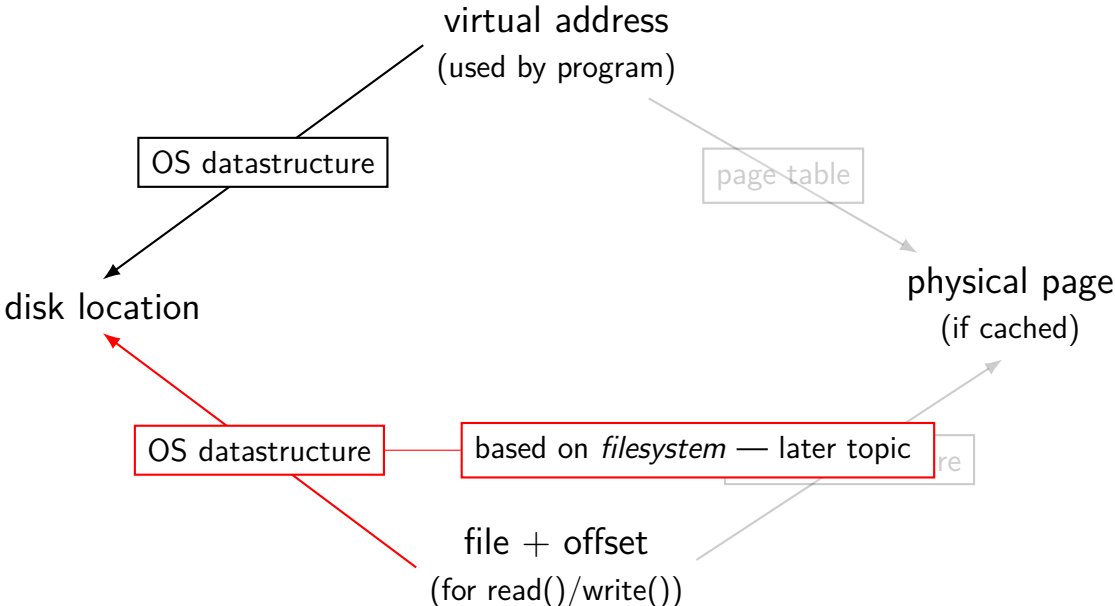 virtual address
(used by program)
OS datastructure
page table
disk location
physical page
(if cached)
OS datastructure
based on filesystem — later topic
re
file + offset
(for read()/write())